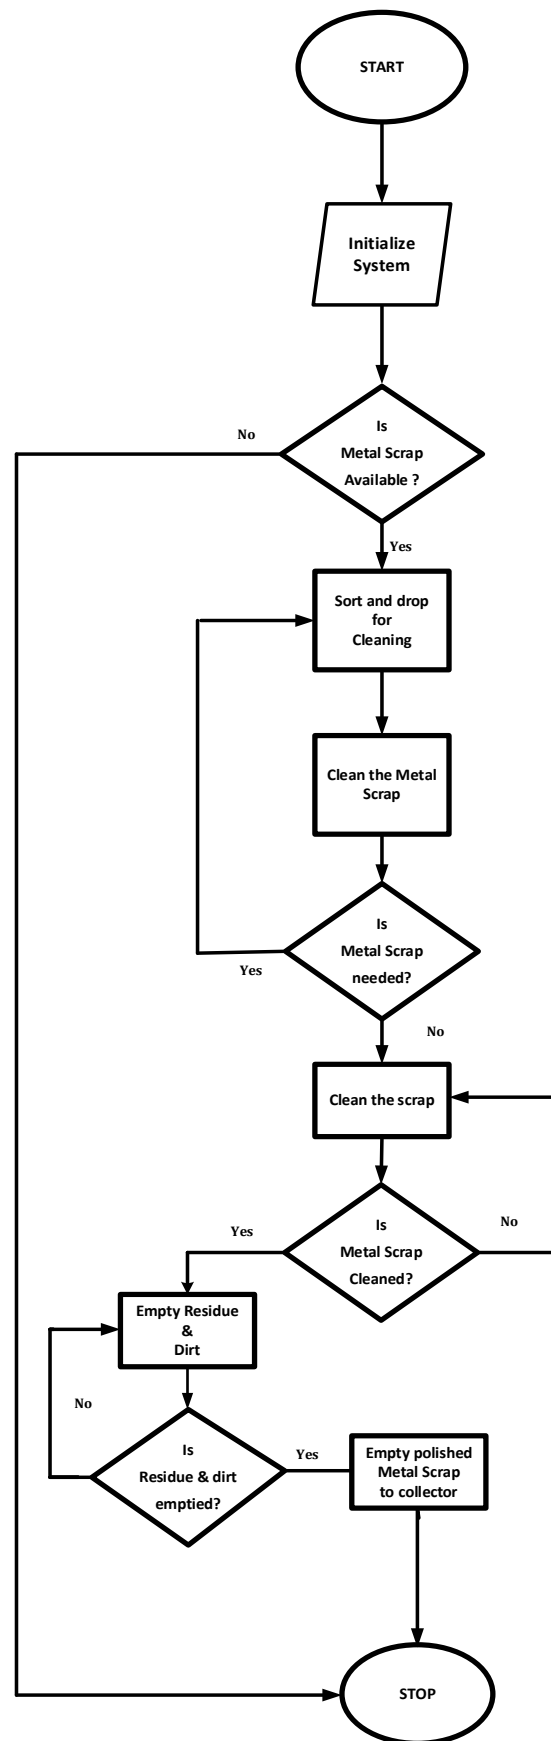 START
Initialize
System
Is
Metal Scrap
Available ?
No
Yes
Sort and drop
for
Cleaning
Clean the Metal
Scrap
Is
Metal Scrap
needed?
Yes
No
Clean the scrap
Is
Metal Scrap
Cleaned?
Yes
No
Empty Residue
&
Dirt
No
Is
Residue & dirt
emptied?
Yes
Empty polished
Metal Scrap
to collector
STOP